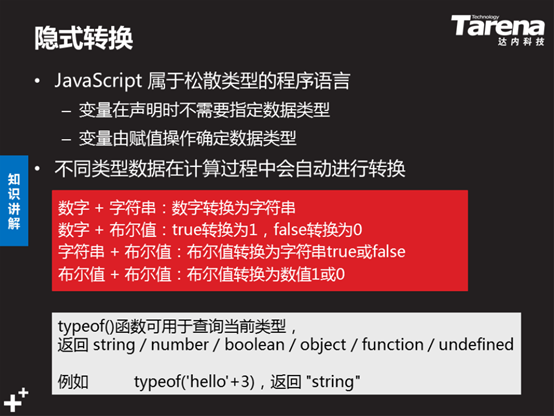 隐式转换
Technology
Tarena
达内科技
• JavaScript 属于松散类型的程序语言
– 变量在声明时不需要指定数据类型
– 变量由赋值操作确定数据类型
• 不同类型数据在计算过程中会自动进行转换
知识讲解
数字 + 字符串：数字转换为字符串
数字 + 布尔值：true转换为1，false转换为0
字符串 + 布尔值：布尔值转换为字符串true或false
布尔值 + 布尔值：布尔值转换为数值1或0
typeof()函数可用于查询当前类型，
返回 string / number / boolean / object / function / undefined
例如 typeof('hello'+3)，返回 "string"